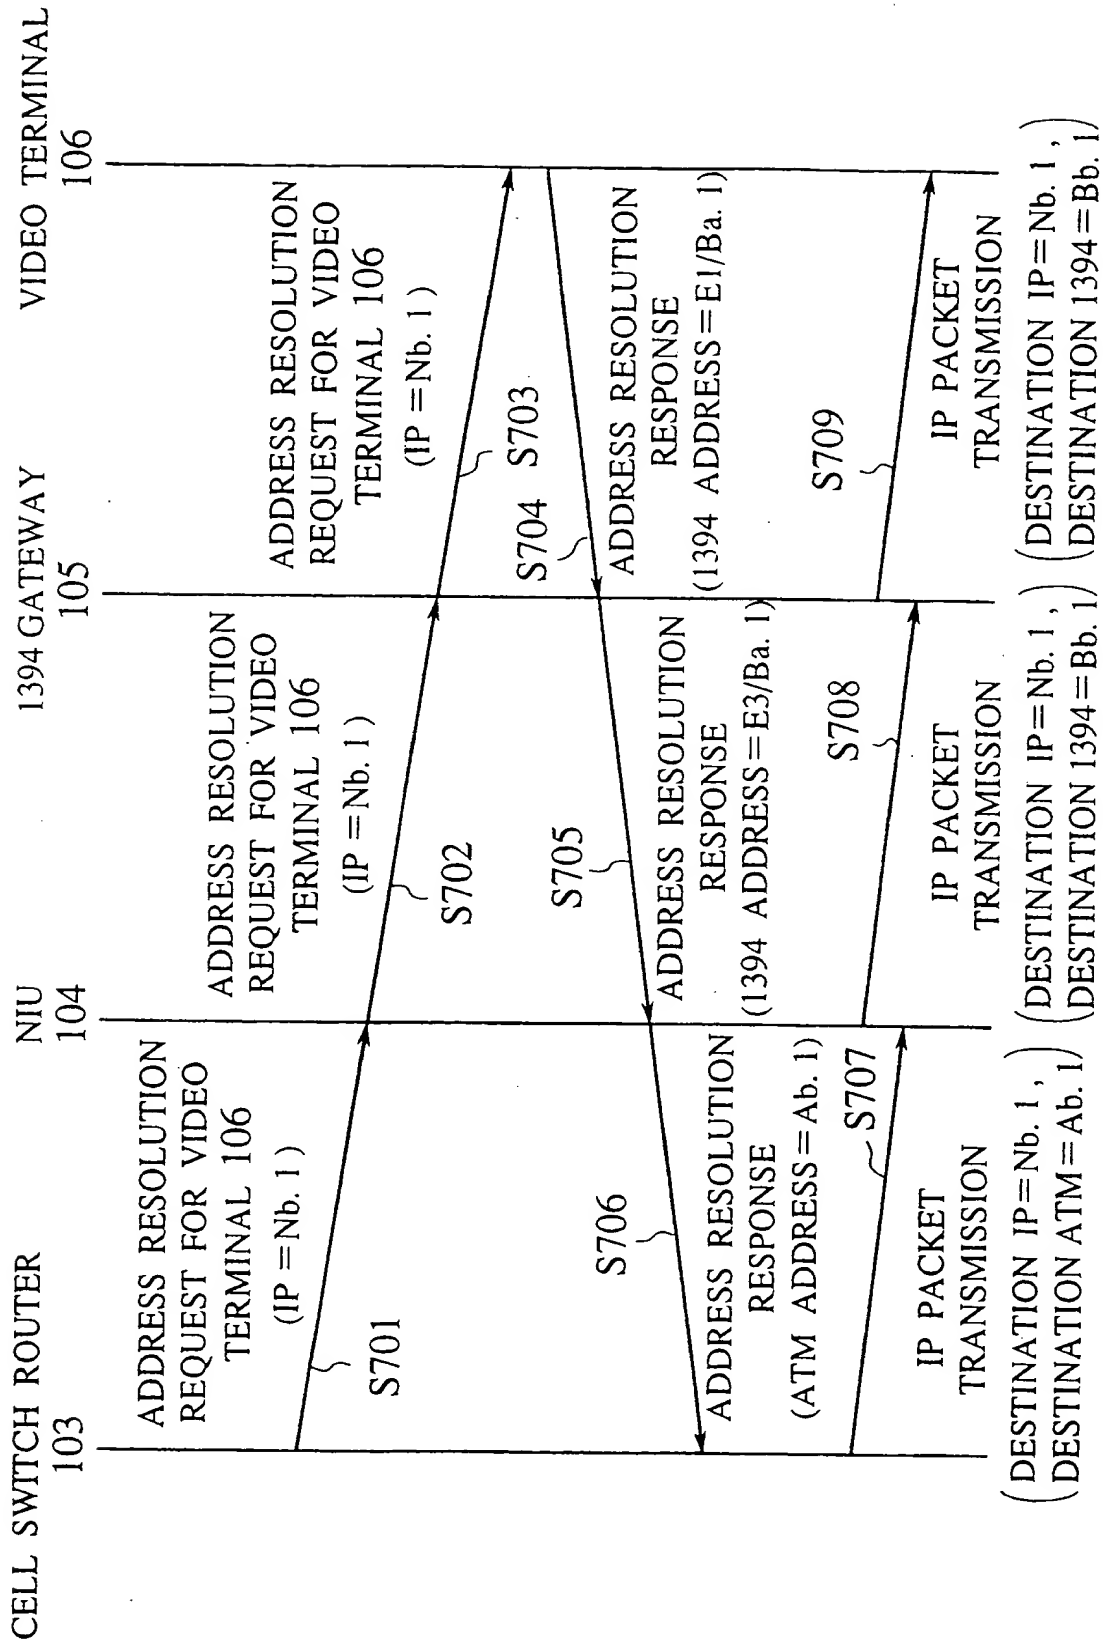 CELL SWITCH ROUTER
103
NIU
104
1394 GATEWAY
105
VIDEO TERMINAL
106
ADDRESS RESOLUTION
REQUEST FOR VIDEO
TERMINAL 106
(IP = Nb. 1)
S701
ADDRESS RESOLUTION
REQUEST FOR VIDEO
TERMINAL 106
(IP = Nb. 1)
S702
ADDRESS RESOLUTION
REQUEST FOR VIDEO
TERMINAL 106
(IP = Nb. 1)
S703
S704
ADDRESS RESOLUTION
RESPONSE
(1394 ADDRESS = E1/Ba. 1)
S705
ADDRESS RESOLUTION
RESPONSE
(1394 ADDRESS = E3/Ba. 1)
S706
ADDRESS RESOLUTION
RESPONSE
(ATM ADDRESS = Ab. 1)
S707
IP PACKET
TRANSMISSION
(DESTINATION IP = Nb. 1,
DESTINATION ATM = Ab. 1)
S708
IP PACKET
TRANSMISSION
(DESTINATION IP = Nb. 1,
DESTINATION 1394 = Bb. 1)
S709
IP PACKET
TRANSMISSION
(DESTINATION IP = Nb. 1,
DESTINATION 1394 = Bb. 1)